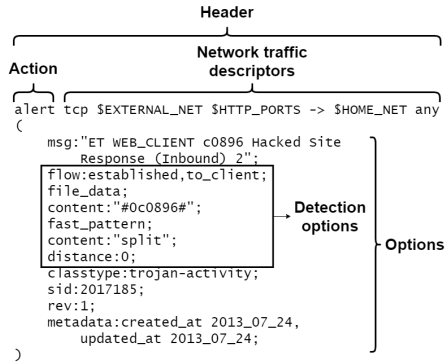 Header
Network traffic
descriptors
Action
alert tcp $EXTERNAL_NET $HTTP_PORTS -> $HOME_NET any
(
msg:"ET WEB_CLIENT c0896 Hacked Site
Response (Inbound) 2";
flow:established,to_client;
file_data;
content:"#0c0896#";
fast_pattern;
content:"split";
distance:0;
classtype:trojan-activity;
sid:2017185;
rev:1;
metadata:created_at 2013_07_24,
updated_at 2013_07_24;
)
Detection
options
Options